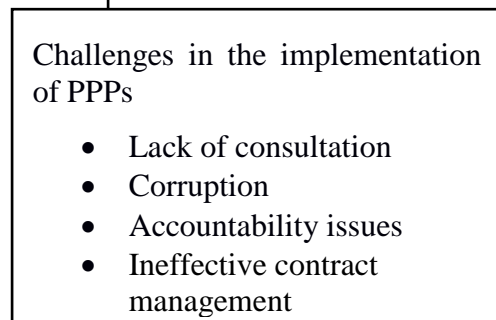 Challenges in the implementation
of PPPs
• Lack of consultation
• Corruption
• Accountability issues
• Ineffective contract
management